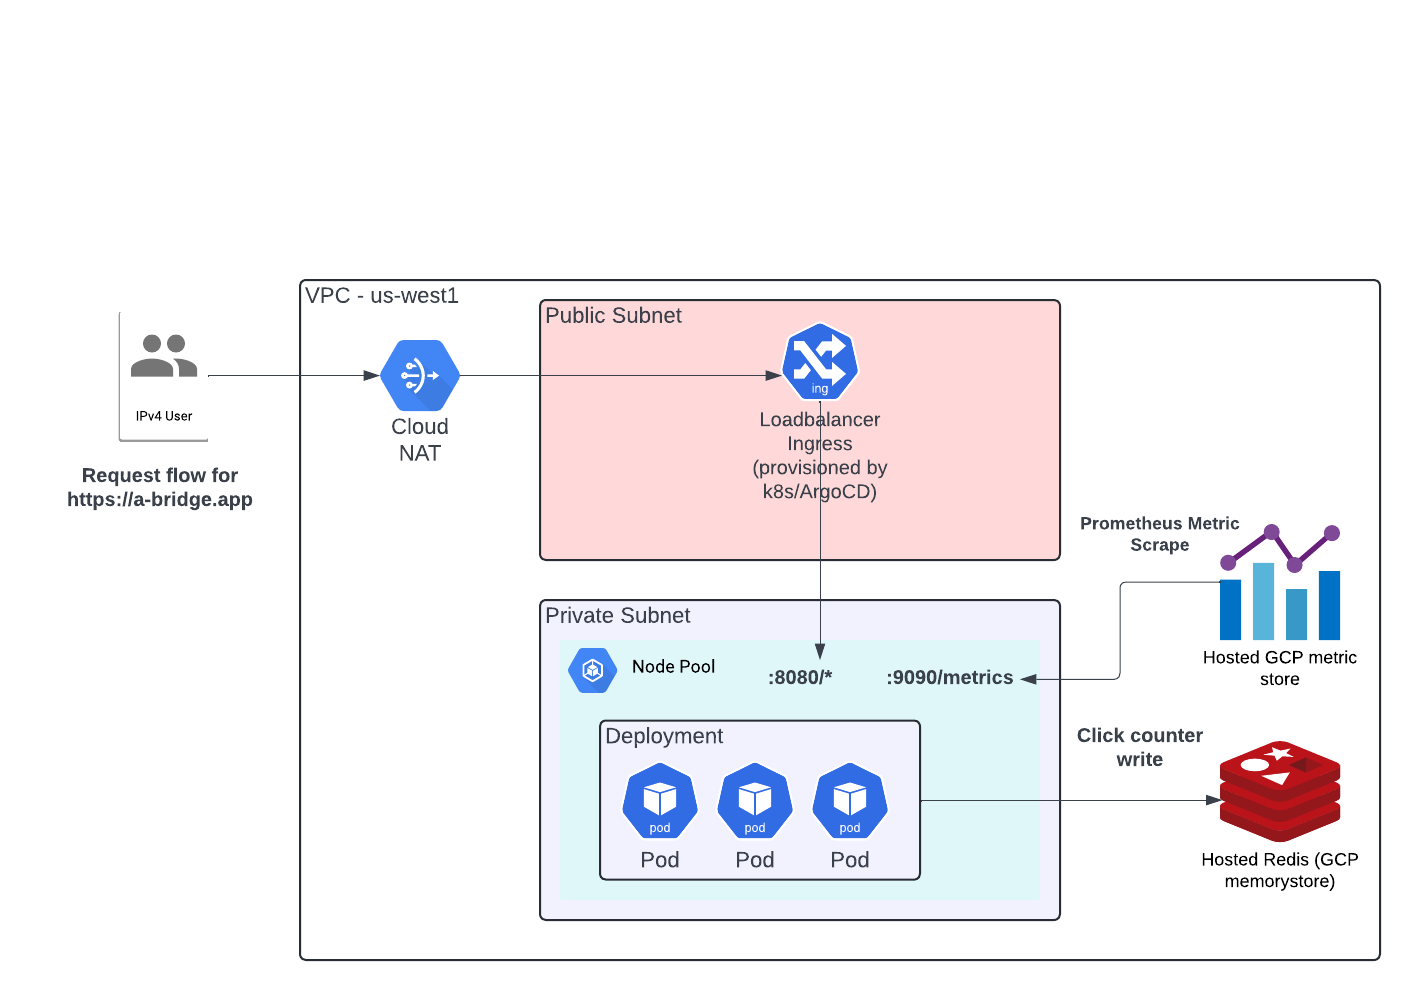 VPC - us-west1
Public Subnet
ing
Loadbalancer
Ingress
(provisioned by
k8s/ArgoCD)
IPv4 User
Request flow for
https://a-bridge.app
Cloud
NAT
Prometheus Metric
Scrape
Hosted GCP metric
store
Private Subnet
Node Pool
:8080/*
:9090/metrics
Deployment
pod
pod
pod
Pod
Pod
Pod
Click counter
write
Hosted Redis (GCP
memorystore)